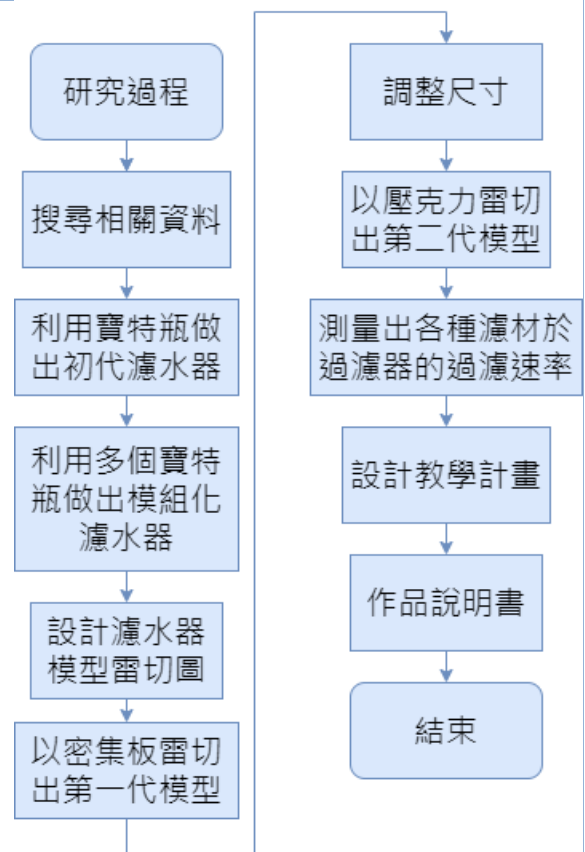 研究過程
搜尋相關資料
利用寶特瓶做
出初代濾水器
利用多個寶特
瓶做出模組化
濾水器
設計濾水器
模型雷切圖
以密集板雷切
出第一代模型
調整尺寸
以壓克力雷切
出第二代模型
測量出各種濾材於
過濾器的過濾速率
設計教學計畫
作品說明書
結束